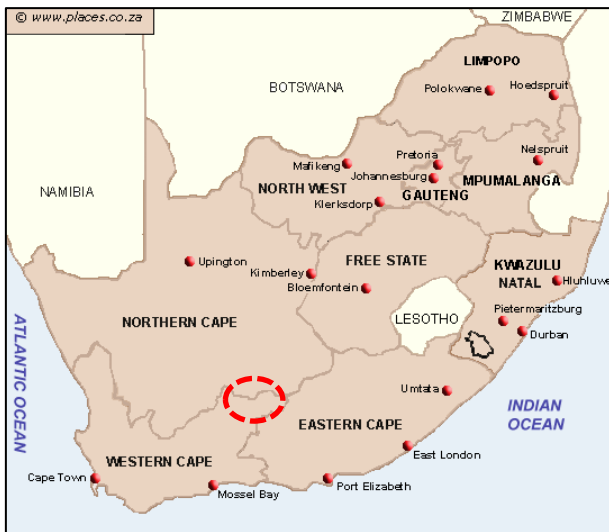 © www.places.co.za
ZIMBABWE
LIMPOPO
Polokwane
Hoedspruit
BOTSWANA
Nelspruit
Pretoria
Mafikeng
Johannesburg
MPUMALANGA
NAMIBIA
NORTH WEST
GAUTENG
Klerksdorp
Upington
FREE STATE
KWAZULU
NATAL
Kimberley
Hluhluwe
Bloemfontein
Pietermaritzburg
LESOTHO
NORTHERN CAPE
Durban
ATLANTIC OCEAN
Umtata
INDIAN
OCEAN
EASTERN CAPE
East London
WESTERN CAPE
Cape Town
Mossel Bay
Port Elizabeth